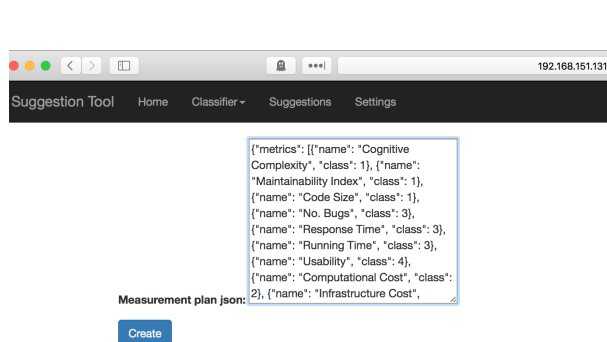 192.168.151.131
Suggestion Tool Home Classifier Suggestions Settings
{"metrics": [{"name": "Cognitive
Complexity", "class": 1}, {"name":
"Maintainability Index", "class": 1},
{"name": "Code Size", "class": 1},
{"name": "No. Bugs", "class": 3},
{"name": "Response Time", "class": 3},
{"name": "Running Time", "class": 3},
{"name": "Usability", "class": 4},
{"name": "Computational Cost", "class":
2}, {"name": "Infrastructure Cost",
Measurement plan json:
Create